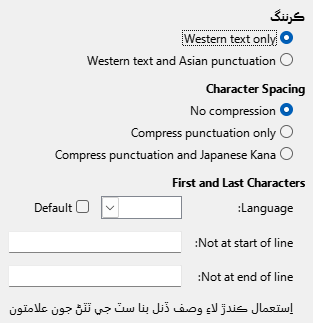 ڪرننگ
Western text only
Western text and Asian punctuation
Character Spacing
No compression
Compress punctuation only
Compress punctuation and Japanese Kana
First and Last Characters
Language:
Default
Not at start of line:
Not at end of line:
اِستعمال ڪندڙ لاءِ وصف ڏنل بنا سٽ جي ٽٽڻ جون علامتون